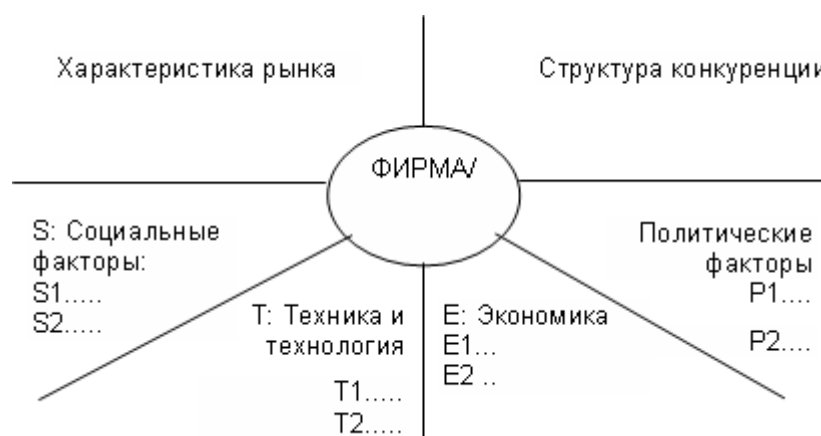 Характеристика рынка
Структура конкуренции
ФИРМА/
S: Социальные
факторы:
S1.....
S2.....
T: Техника и
технология
T1.....
T2.....
E: Экономика
E1...
E2 ..
Политические
факторы
P1....
P2....